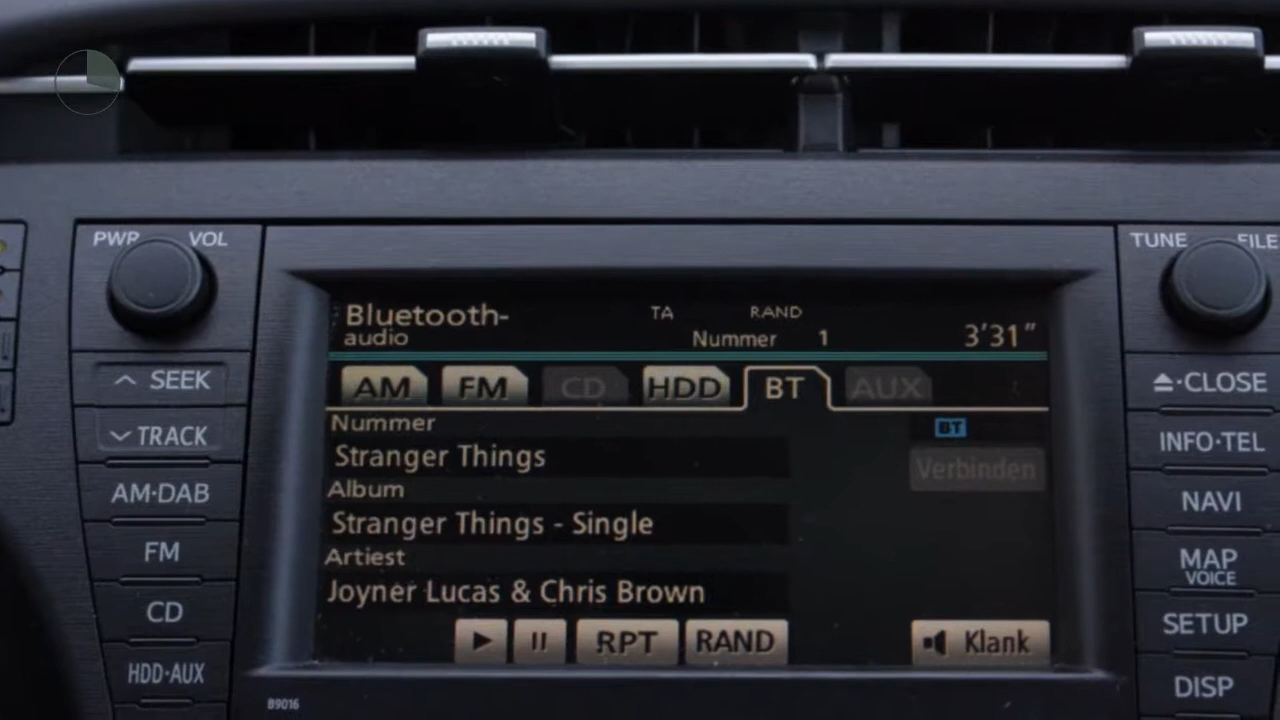 PWR VOL
TUNE FILE
Bluetooth-
audio
TA RAND
Nummer 1 3'31"
AM FM CD HDD BT AUX
Nummer
BT
Stranger Things
Verbinden
Album
Stranger Things - Single
Artiest
Joyner Lucas & Chris Brown
RPT RAND Klank
SEEK
TRACK
AM·DAB
FM
CD
HDD·AUX
B9016
·CLOSE
INFO·TEL
NAVI
MAP
VOICE
SETUP
DISP